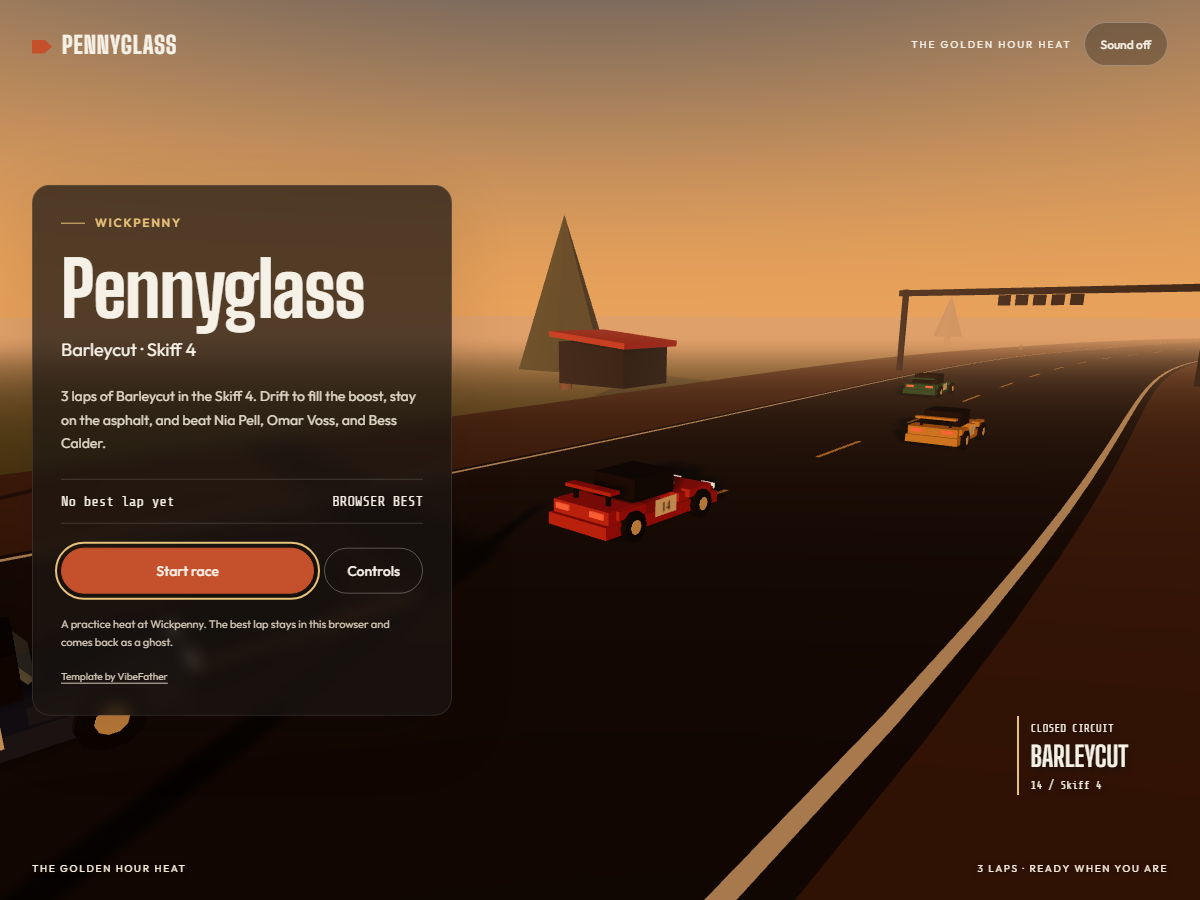 PENNYGLASS
THE GOLDEN HOUR HEAT
Sound off
WICKPENNY
Pennyglass
Barleycut · Skiff 4
3 laps of Barleycut in the Skiff 4. Drift to fill the boost, stay
on the asphalt, and beat Nia Pell, Omar Voss, and Bess
Calder.
No best lap yet
BROWSER BEST
Start race
Controls
A practice heat at Wickpenny. The best lap stays in this browser and
comes back as a ghost.
Template by VibeFather
14
CLOSED CIRCUIT
BARLEYCUT
14 / Skiff 4
THE GOLDEN HOUR HEAT
3 LAPS · READY WHEN YOU ARE